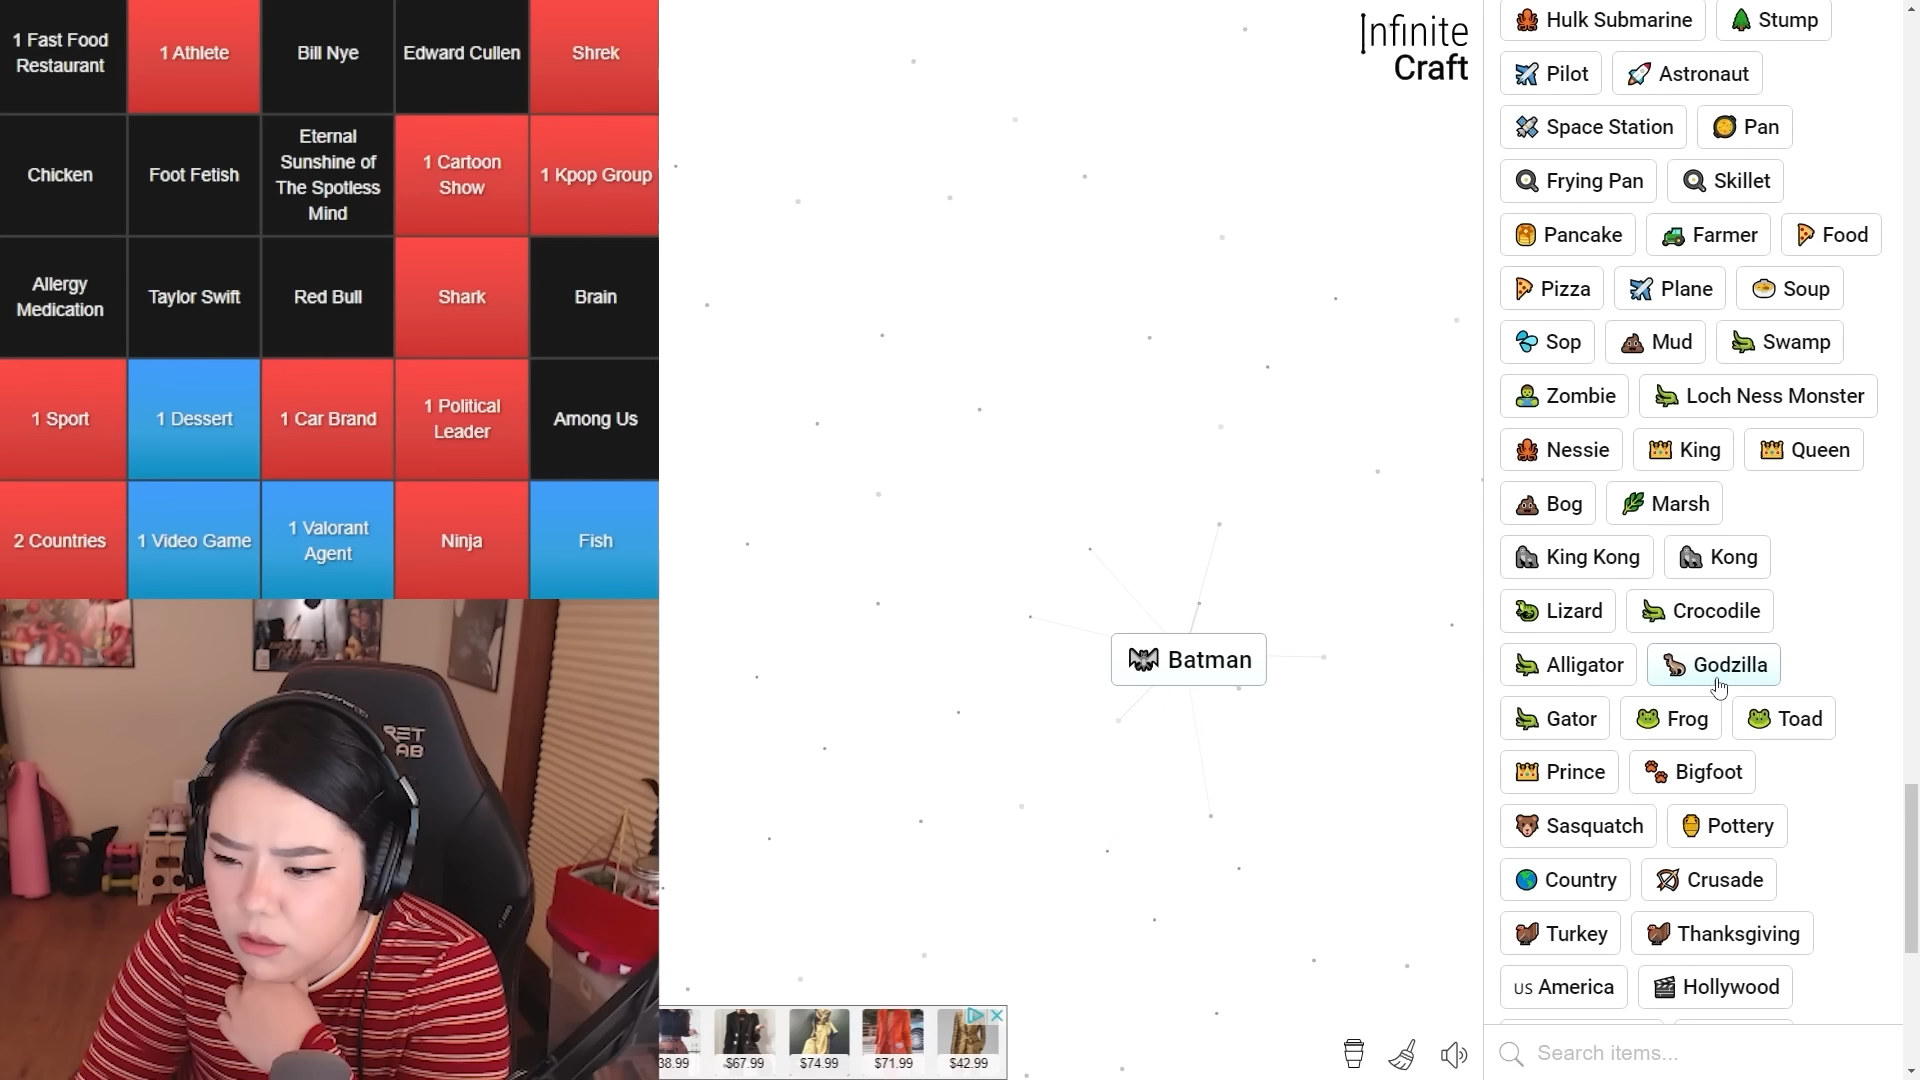 1 Fast Food
Restaurant
1 Athlete
Bill Nye
Edward Cullen
Shrek
Chicken
Foot Fetish
Eternal
Sunshine of
The Spotless
Mind
1 Cartoon
Show
1 Kpop Group
Allergy
Medication
Taylor Swift
Red Bull
Shark
Brain
1 Sport
1 Dessert
1 Car Brand
1 Political
Leader
Among Us
2 Countries
1 Video Game
1 Valorant
Agent
Ninja
Fish
Infinite
Craft
Batman
38.99
$67.99
$74.99
$71.99
$42.99
Hulk Submarine
Stump
Pilot
Astronaut
Space Station
Pan
Frying Pan
Skillet
Pancake
Farmer
Food
Pizza
Plane
Soup
Sop
Mud
Swamp
Zombie
Loch Ness Monster
Nessie
King
Queen
Bog
Marsh
King Kong
Kong
Lizard
Crocodile
Alligator
Godzilla
Gator
Frog
Toad
Prince
Bigfoot
Sasquatch
Pottery
Country
Crusade
Turkey
Thanksgiving
US America
Hollywood
Search items...